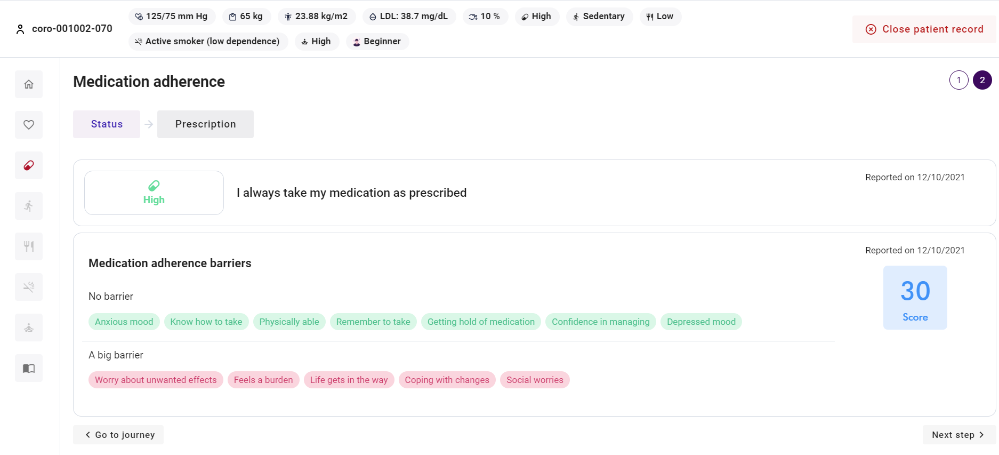 coro-001002-070
125/75 mm Hg 65 kg 23.88 kg/m2 LDL: 38.7 mg/dL 10 % High Sedentary Low
Active smoker (low dependence) High Beginner
Close patient record
Medication adherence
1 2
Status Prescription
High
I always take my medication as prescribed
Reported on 12/10/2021
Medication adherence barriers
Reported on 12/10/2021
30
Score
No barrier
Anxious mood Know how to take Physically able Remember to take Getting hold of medication Confidence in managing Depressed mood
A big barrier
Worry about unwanted effects Feels a burden Life gets in the way Coping with changes Social worries
Go to journey
Next step